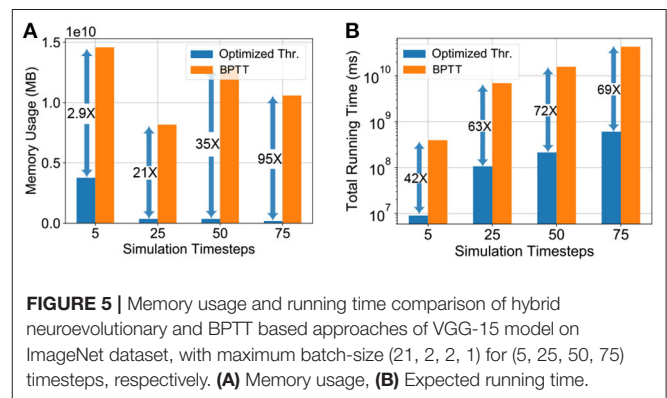 A
1e10
1.5
1.0
0.5
0.0
Memory Usage (MB)
Optimized Thr.
BPTT
2.9X
21X
35X
95X
5 25 50 75
Simulation Timesteps
B
10^10
10^9
10^8
10^7
Total Running Time (ms)
Optimized Thr.
BPTT
42X
63X
72X
69X
5 25 50 75
Simulation Timesteps
FIGURE 5 | Memory usage and running time comparison of hybrid
neuroevolutionary and BPTT based approaches of VGG-15 model on
ImageNet dataset, with maximum batch-size (21, 2, 2, 1) for (5, 25, 50, 75)
timesteps, respectively. (A) Memory usage, (B) Expected running time.